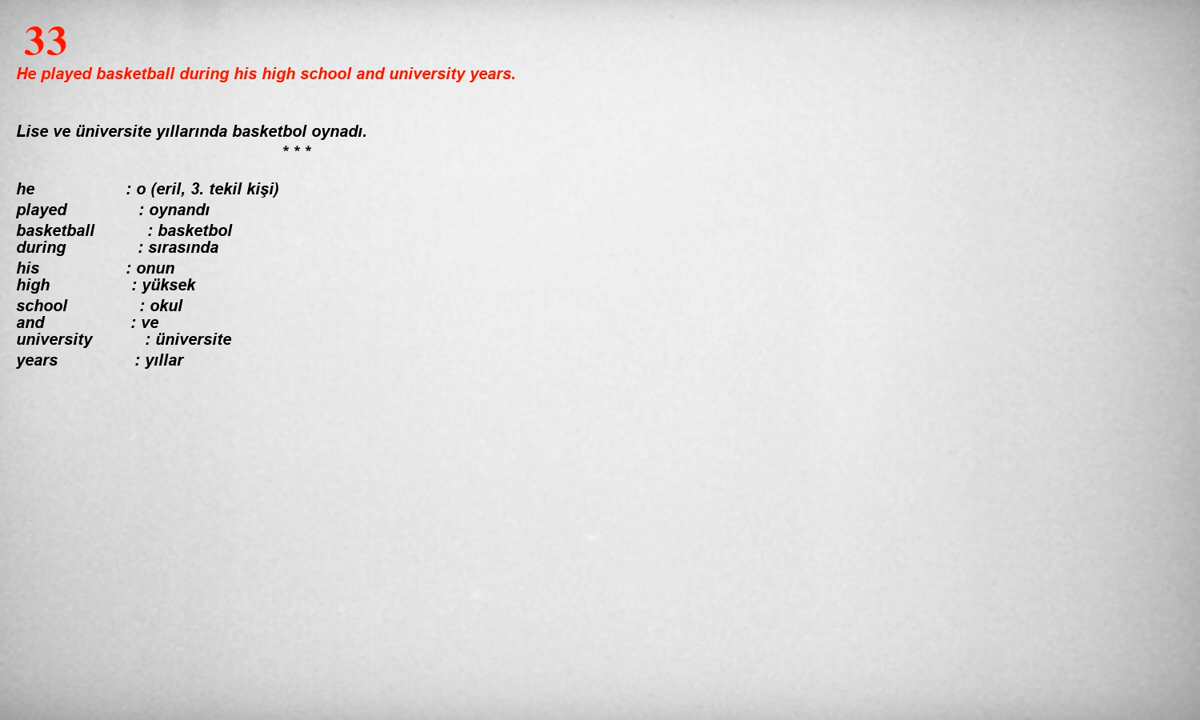 33
He played basketball during his high school and university years.
Lise ve üniversite yıllarında basketbol oynadı.
* * *
he : o (eril, 3. tekil kişi)
played : oynandı
basketball : basketbol
during : sırasında
his : onun
high : yüksek
school : okul
and : ve
university : üniversite
years : yıllar